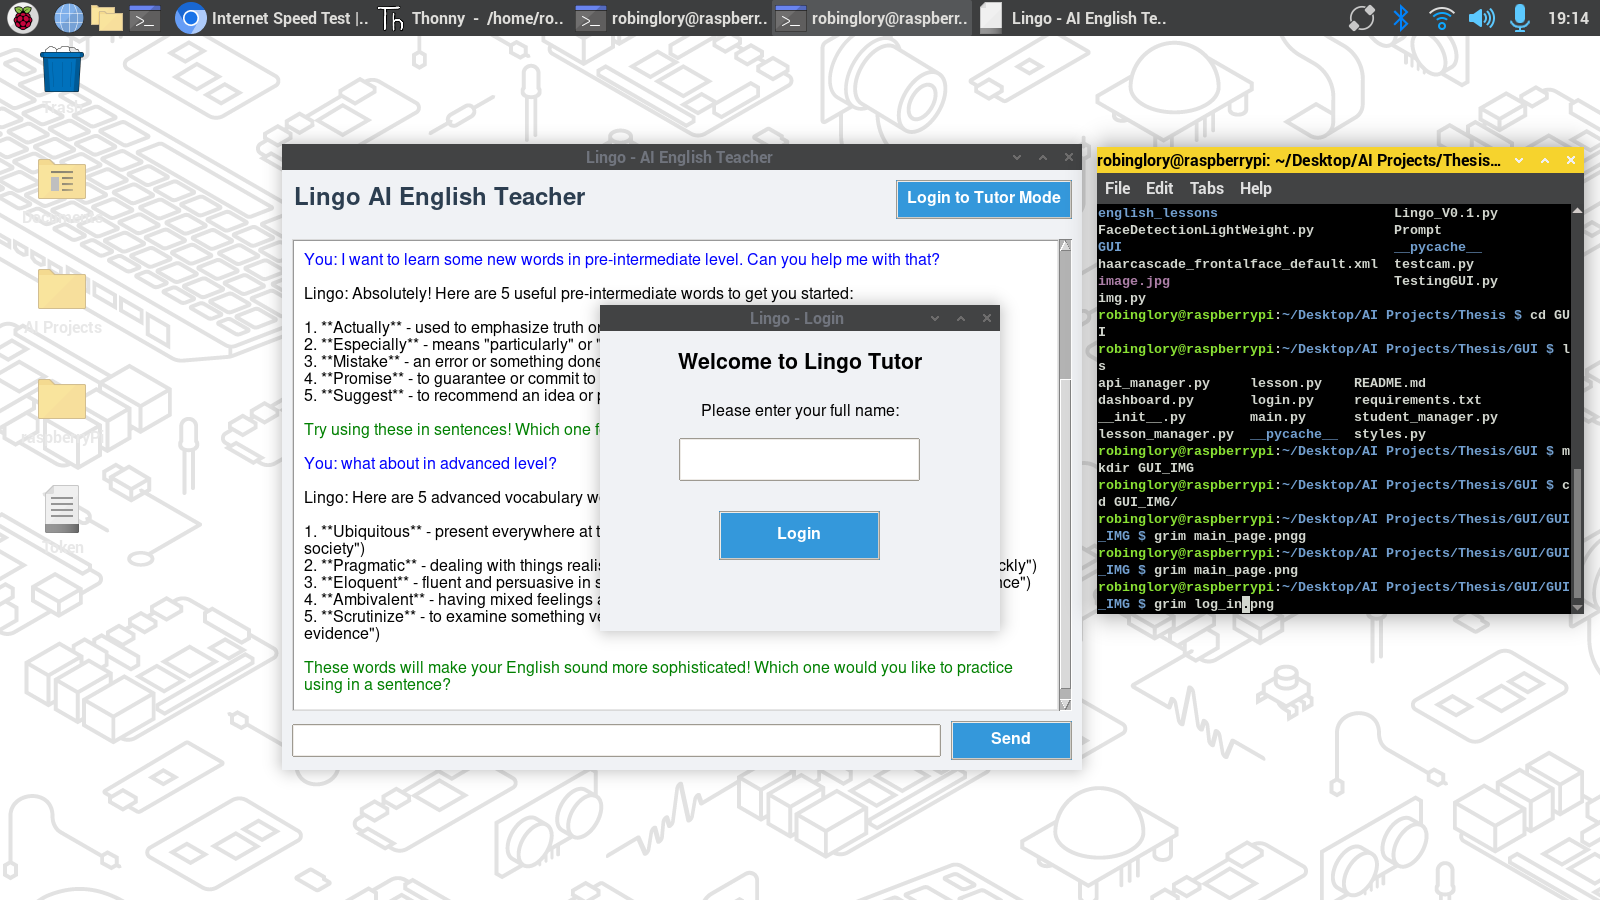 Internet Speed Test |..
Thonny - /home/ro..
robinglory@raspberr..
robinglory@raspberr..
Lingo - AI English Te..
19:14
Trash
Documents
AI Projects
raspberryPi
Token
Lingo - AI English Teacher
Lingo AI English Teacher
Login to Tutor Mode
You: I want to learn some new words in pre-intermediate level. Can you help me with that?
Lingo: Absolutely! Here are 5 useful pre-intermediate words to get you started:
1. **Actually** - used to emphasize truth or
2. **Especially** - means "particularly" or "
3. **Mistake** - an error or something done
4. **Promise** - to guarantee or commit to
5. **Suggest** - to recommend an idea or p
Try using these in sentences! Which one f
You: what about in advanced level?
Lingo: Here are 5 advanced vocabulary w
1. **Ubiquitous** - present everywhere at t
society")
2. **Pragmatic** - dealing with things realis
ckly")
3. **Eloquent** - fluent and persuasive in s
nce")
4. **Ambivalent** - having mixed feelings a
5. **Scrutinize** - to examine something ve
evidence")
These words will make your English sound more sophisticated! Which one would you like to practice
using in a sentence?
Send
Lingo - Login
Welcome to Lingo Tutor
Please enter your full name:
Login
robinglory@raspberrypi: ~/Desktop/AI Projects/Thesis...
File Edit Tabs Help
english_lessons Lingo_V0.1.py
FaceDetectionLightWeight.py Prompt
GUI __pycache__
haarcascade_frontalface_default.xml testcam.py
image.jpg TestingGUI.py
img.py
robinglory@raspberrypi:~/Desktop/AI Projects/Thesis $ cd GU
I
robinglory@raspberrypi:~/Desktop/AI Projects/Thesis/GUI $ l
s
api_manager.py lesson.py README.md
dashboard.py login.py requirements.txt
__init__.py main.py student_manager.py
lesson_manager.py __pycache__ styles.py
robinglory@raspberrypi:~/Desktop/AI Projects/Thesis/GUI $ m
kdir GUI_IMG
robinglory@raspberrypi:~/Desktop/AI Projects/Thesis/GUI $ c
d GUI_IMG/
robinglory@raspberrypi:~/Desktop/AI Projects/Thesis/GUI/GUI
_IMG $ grim main_page.pngg
robinglory@raspberrypi:~/Desktop/AI Projects/Thesis/GUI/GUI
_IMG $ grim main_page.png
robinglory@raspberrypi:~/Desktop/AI Projects/Thesis/GUI/GUI
_IMG $ grim log_in.png